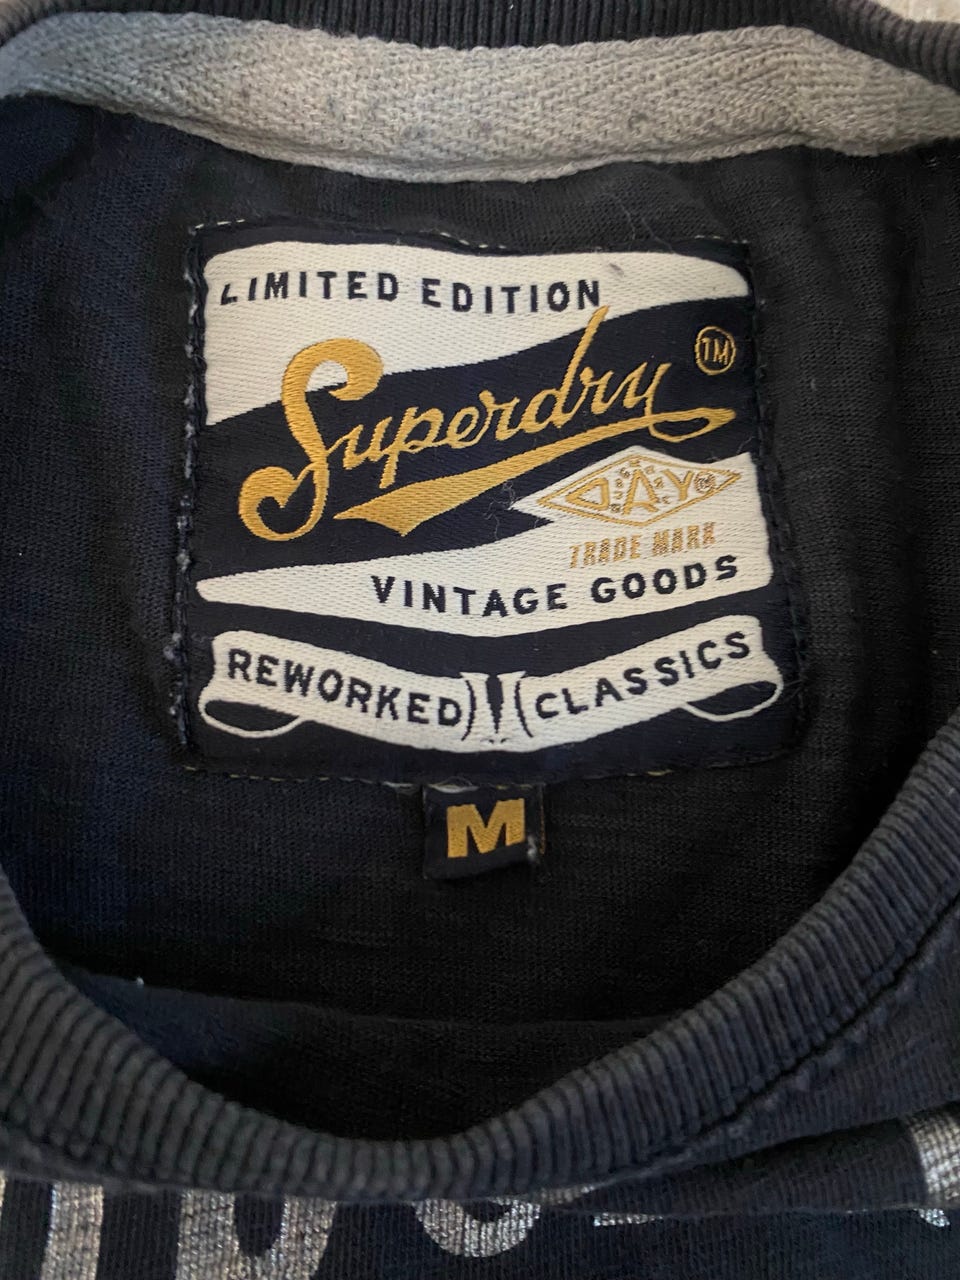 LIMITED EDITION
Superdry TM
TRADE MARK
VINTAGE GOODS
REWORKED CLASSICS
M